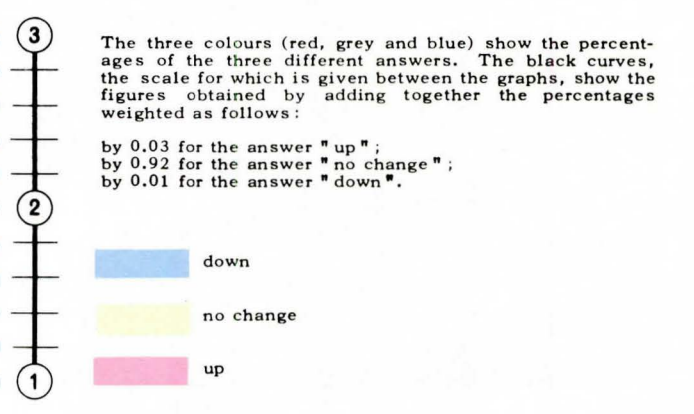 3
The three colours (red, grey and blue) show the percent-
ages of the three different answers. The black curves,
the scale for which is given between the graphs, show the
figures obtained by adding together the percentages
weighted as follows :
by 0.03 for the answer " up " ;
by 0.92 for the answer " no change " ;
by 0.01 for the answer " down ".
2
down
no change
up
1